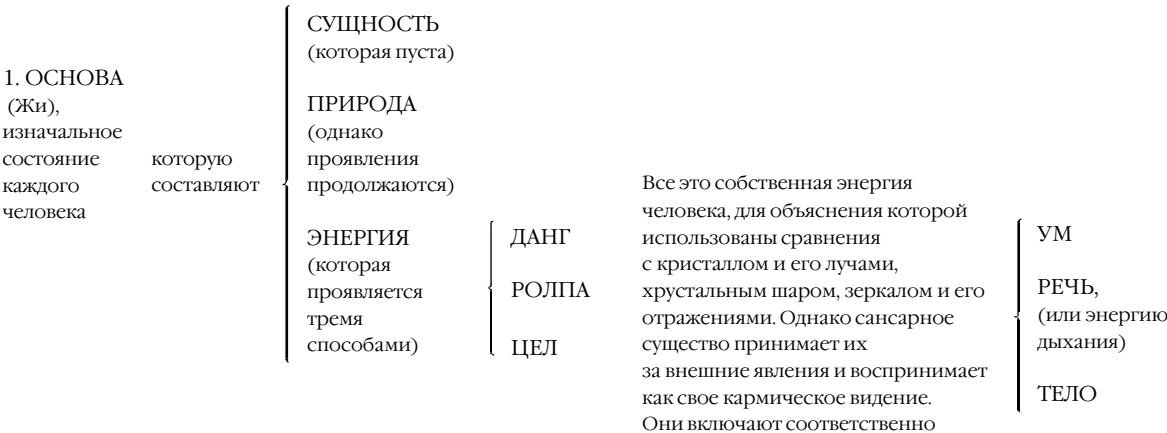 1. ОСНОВА
(Жи),
изначальное
состояние
каждого
человека
которую
составляют
СУЩНОСТЬ
(которая пуста)
ПРИРОДА
(однако
проявления
продолжаются)
ЭНЕРГИЯ
(которая
проявляется
тремя
способами)
ДАНГ
РОЛПА
ЦЕЛ
Все это собственная энергия
человека, для объяснения которой
использованы сравнения
с кристаллом и его лучами,
хрустальным шаром, зеркалом и его
отражениями. Однако сансарное
существо принимает их
за внешние явления и воспринимает
как свое кармическое видение.
Они включают соответственно
УМ
РЕЧЬ,
(или энергию
дыхания)
ТЕЛО